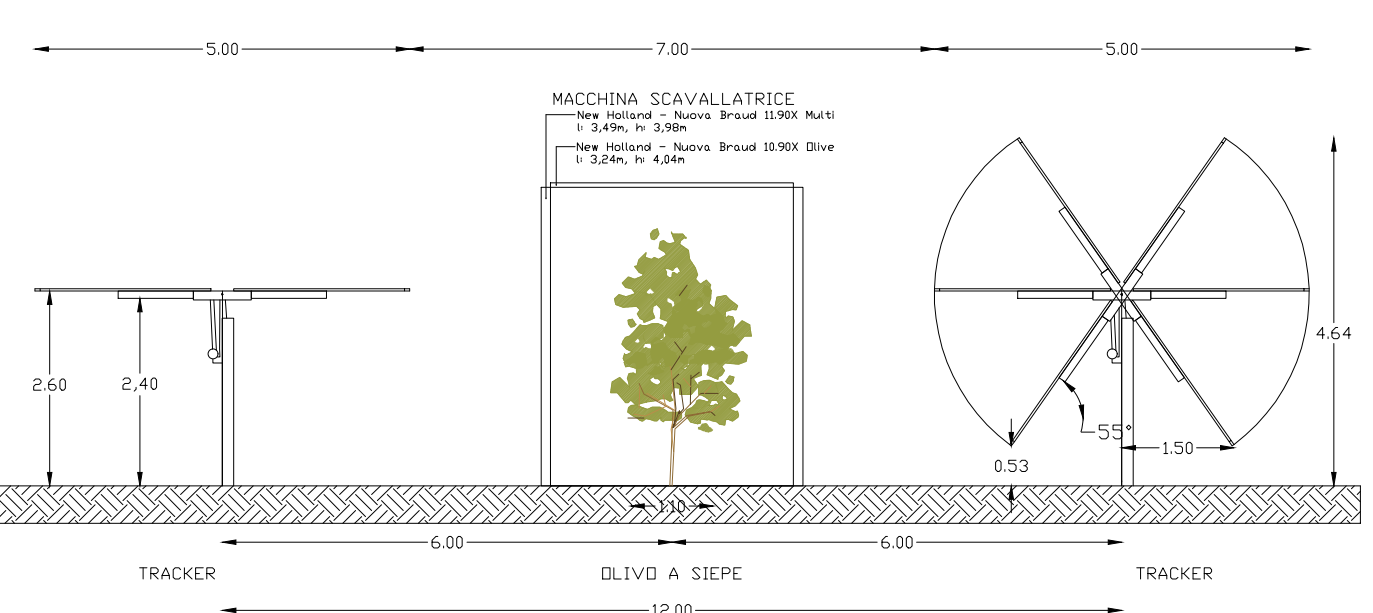 5.00 7.00 5.00
MACCHINA SCAVALLATRICE
New Holland - Nuova Braud 11.90X Multi
l: 3,49m, h: 3,98m
New Holland - Nuova Braud 10.90X Olive
l: 3,24m, h: 4,04m
4.64
2.60 2,40
55°
1.50
0.53
1.10
6.00 6.00
TRACKER OLIVO A SIEPE TRACKER
12.00